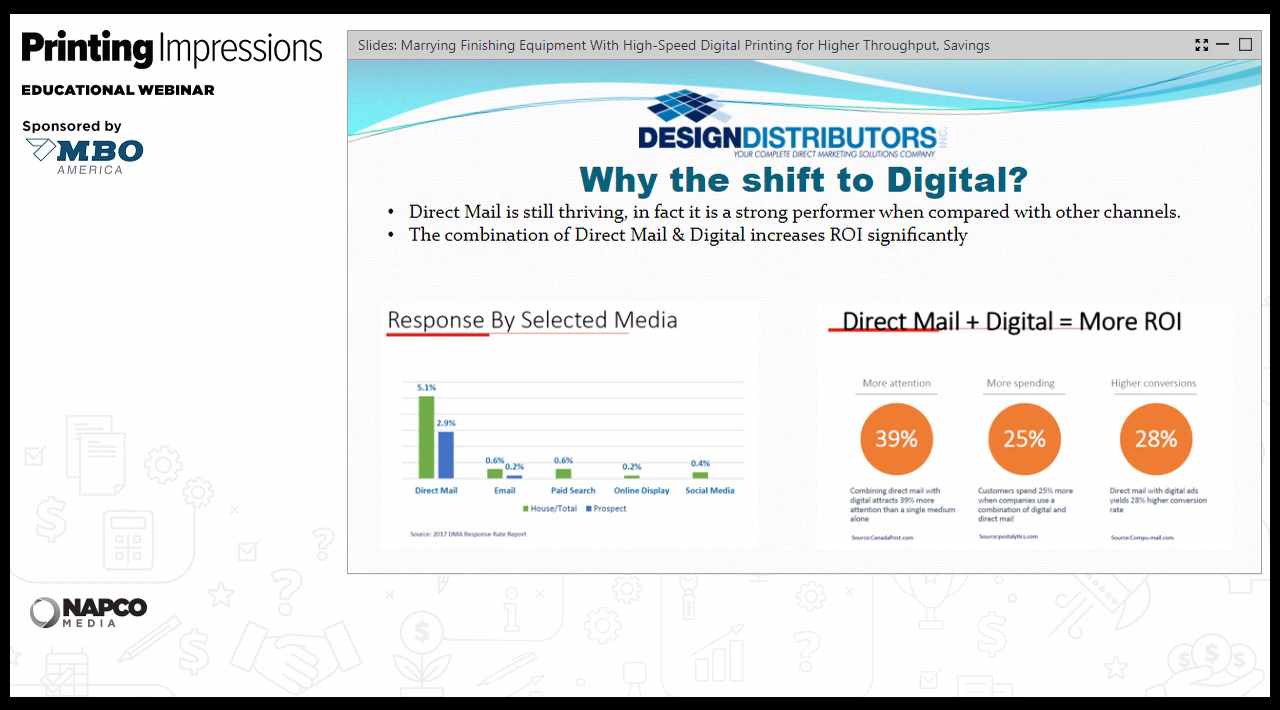 Printing Impressions
EDUCATIONAL WEBINAR
Sponsored by
MBO
AMERICA
NAPCO
MEDIA
Slides: Marrying Finishing Equipment With High-Speed Digital Printing for Higher Throughput, Savings
DESIGNDISTRIBUTORS INC.
YOUR COMPLETE DIRECT MARKETING SOLUTIONS COMPANY
Why the shift to Digital?
• Direct Mail is still thriving, in fact it is a strong performer when compared with other channels.
• The combination of Direct Mail & Digital increases ROI significantly
Response By Selected Media
5.1%
2.9%
0.6%
0.2%
0.6%
0.2%
0.4%
Direct Mail Email Paid Search Online Display Social Media
House/Total Prospect
Source: 2017 DMA Response Rate Report
Direct Mail + Digital = More ROI
More attention
39%
Combining direct mail with
digital attracts 39% more
attention than a single medium
alone
Source:CanadaPost.com
More spending
25%
Customers spend 25% more
when companies use a
combination of digital and
direct mail
Source:postalytics.com
Higher conversions
28%
Direct mail with digital ads
yields 28% higher conversion
rate
Source:Compu-mail.com